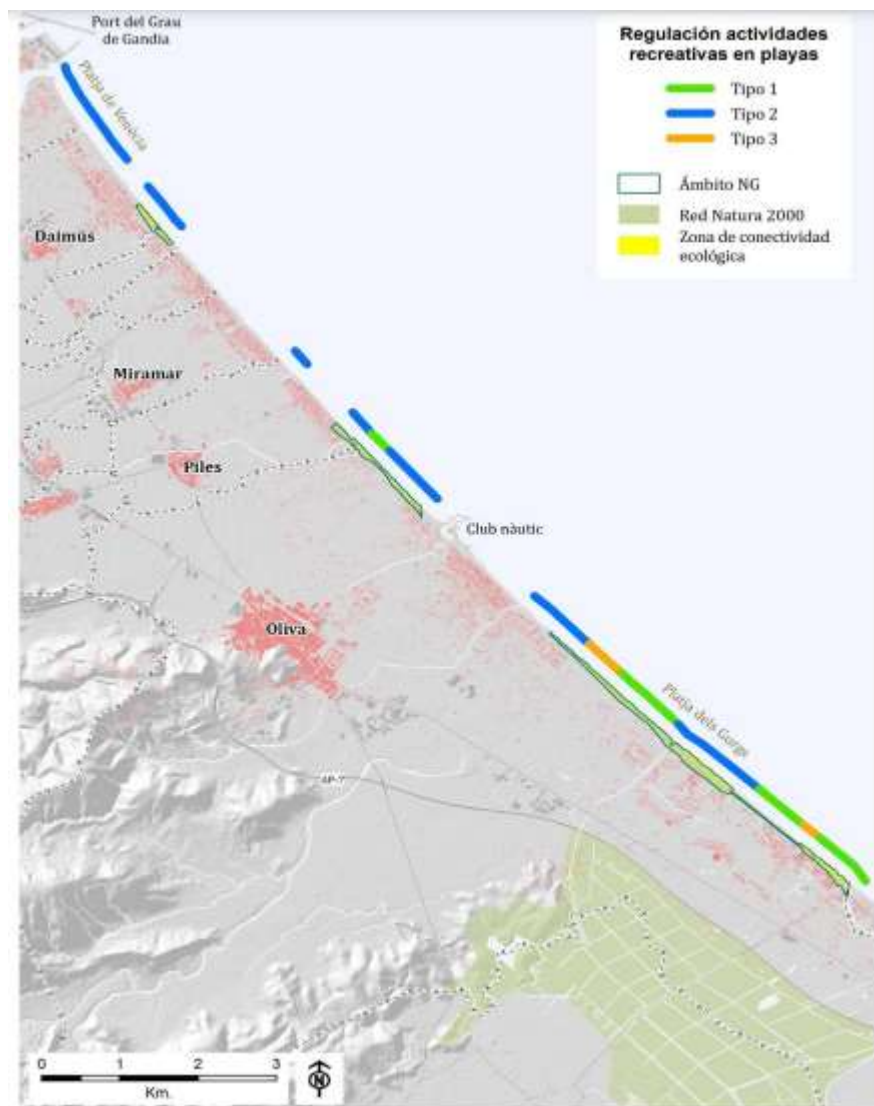 Port del Grau
de Gandia
Platja de Venècia
Regulación actividades
recreativas en playas
Tipo 1
Tipo 2
Tipo 3
Ámbito NG
Red Natura 2000
Zona de conectividad
ecológica
Daimús
Miramar
Piles
Club nàutic
Oliva
Platja dels Gorgs
AP-7
0 1 2 3
Km.
N